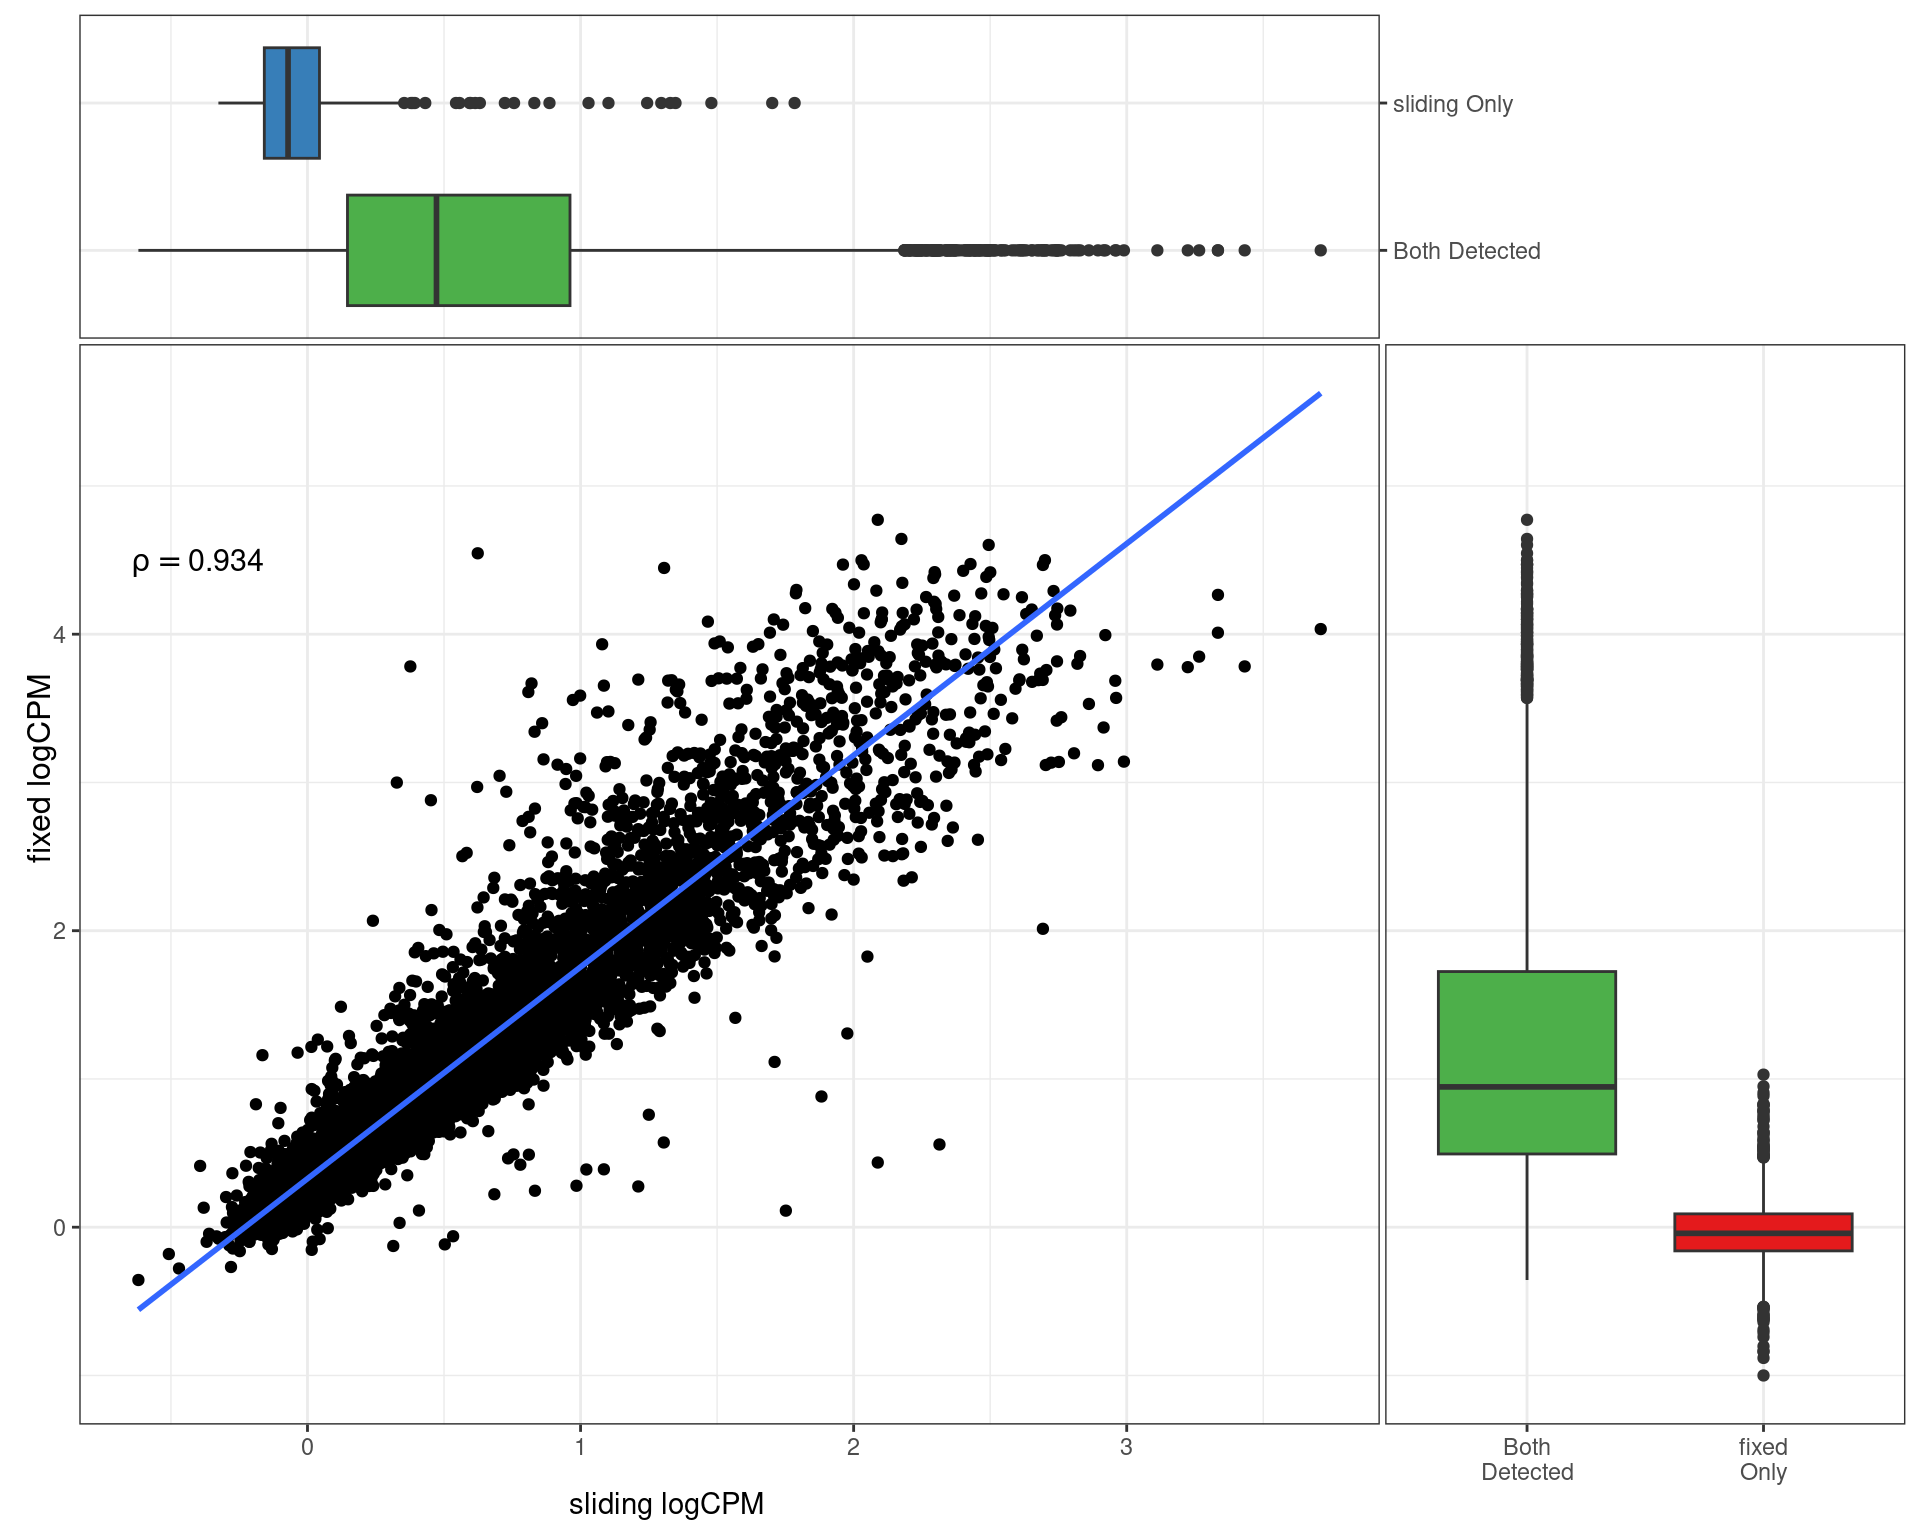 sliding Only
Both Detected
ρ = 0.934
fixed logCPM
4
2
0
0
1
2
3
sliding logCPM
Both
Detected
fixed
Only